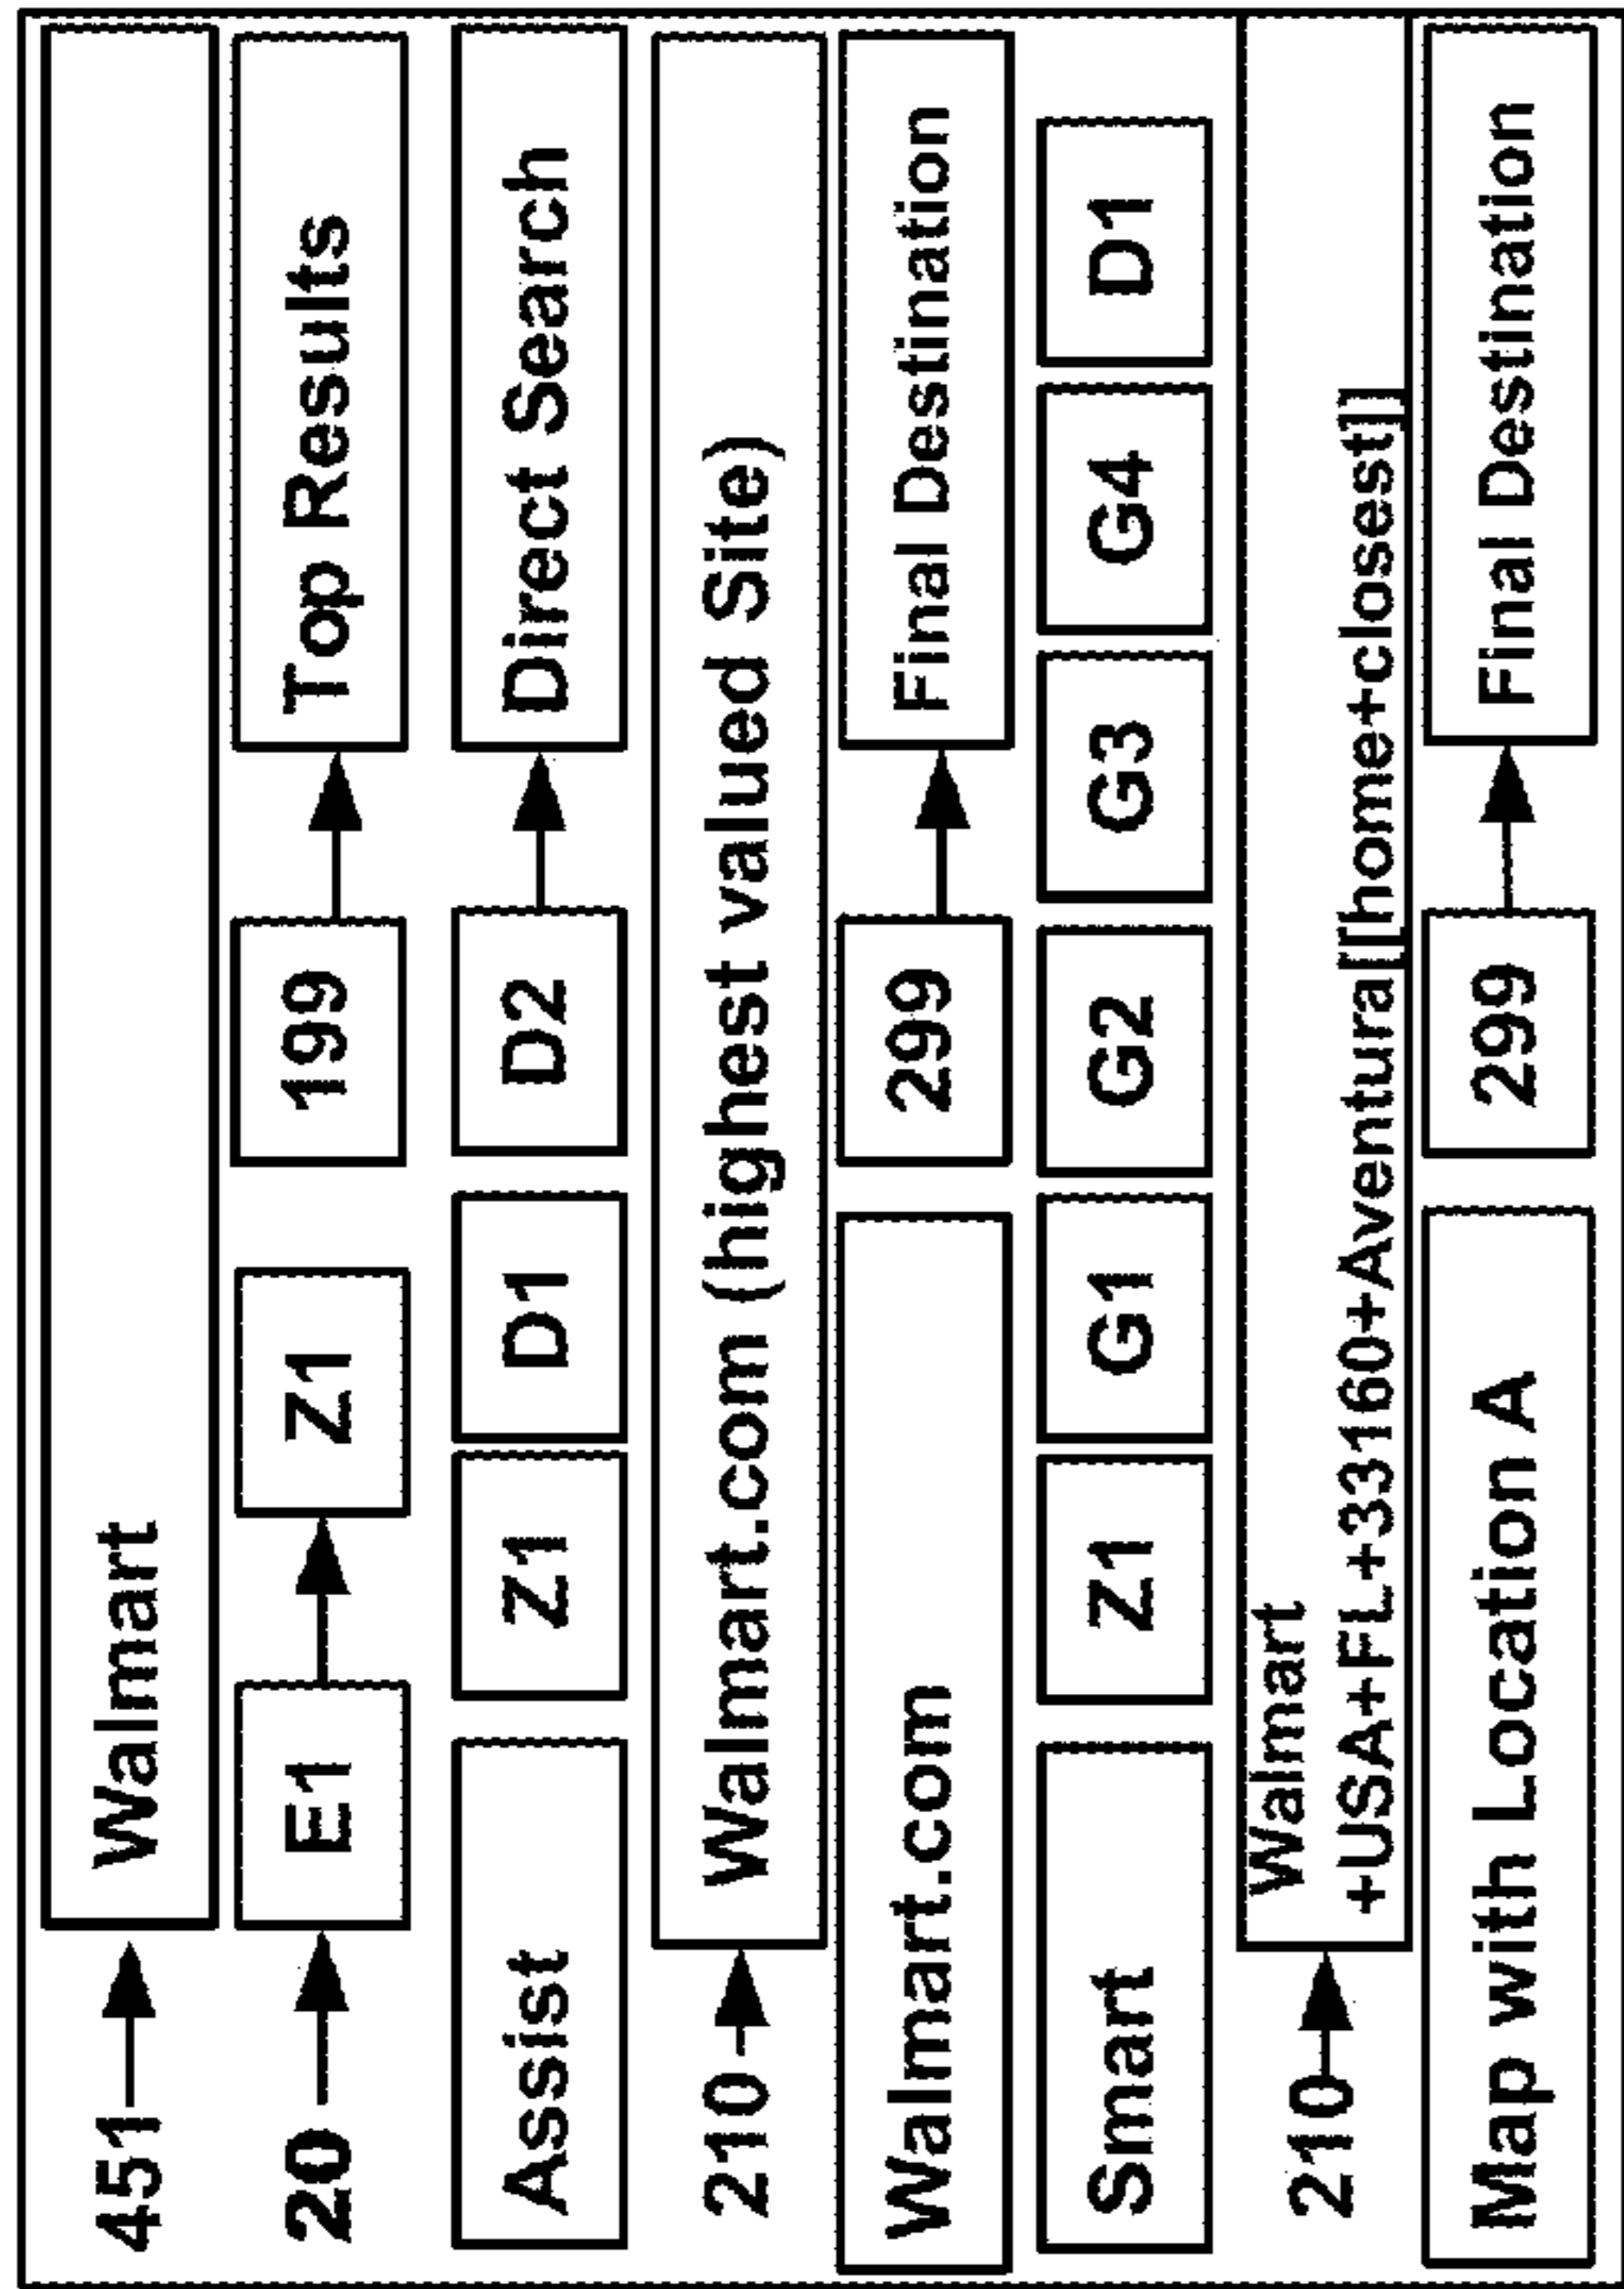 451 Walmart
20 E1 Z1 199 Top Results
Assist Z1 D1 D2 Direct Search
210 Walmart.com (highest valued Site)
Walmart.com 299 Final Destination
Smart Z1 G1 G2 G3 G4 D1
210 Walmart
+USA+FL+33160+Aventura[[home+closest]]
Map with Location A 299 Final Destination